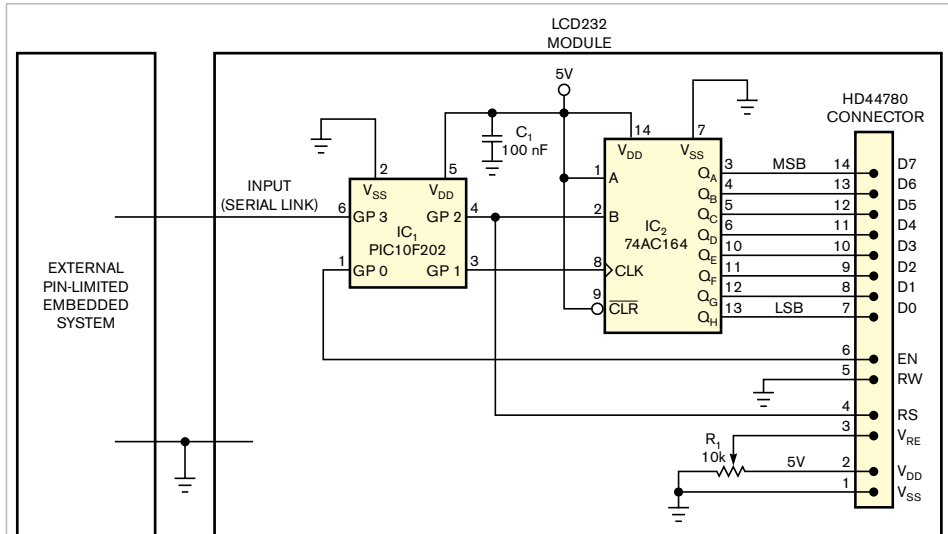 LCD232
MODULE
5V
HD44780
CONNECTOR
C1
100 nF
14
7
2
5
VDD
VSS
3
MSB
14
D7
1
A
QA
4
13
D6
INPUT
(SERIAL LINK)
VSS
VDD
QB
5
12
D5
6
GP 3
GP 2
4
2
B
QC
6
11
D4
IC1
PIC10F202
IC2
74AC164
QD
10
10
D3
EXTERNAL
PIN-LIMITED
EMBEDDED
SYSTEM
1
GP 0
GP 1
3
8
CLK
QE
11
9
D2
QF
12
8
D1
9
CLR
QG
13
LSB
7
D0
QH
6
EN
5
RW
4
RS
R1
10k
3
VRE
5V
2
VDD
1
VSS